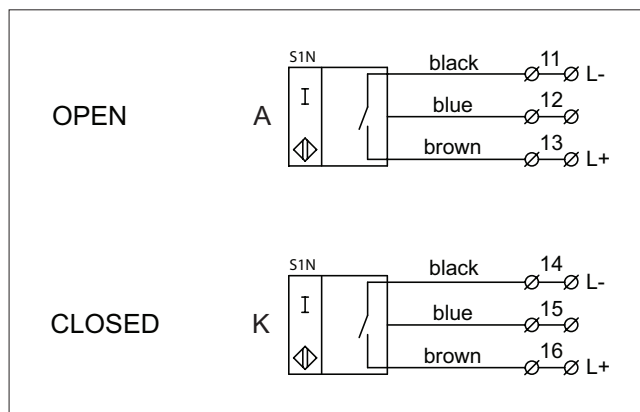 S1N
black 11 L-
OPEN A I blue 12
brown 13 L+
S1N
black 14 L-
CLOSED K I blue 15
brown 16 L+